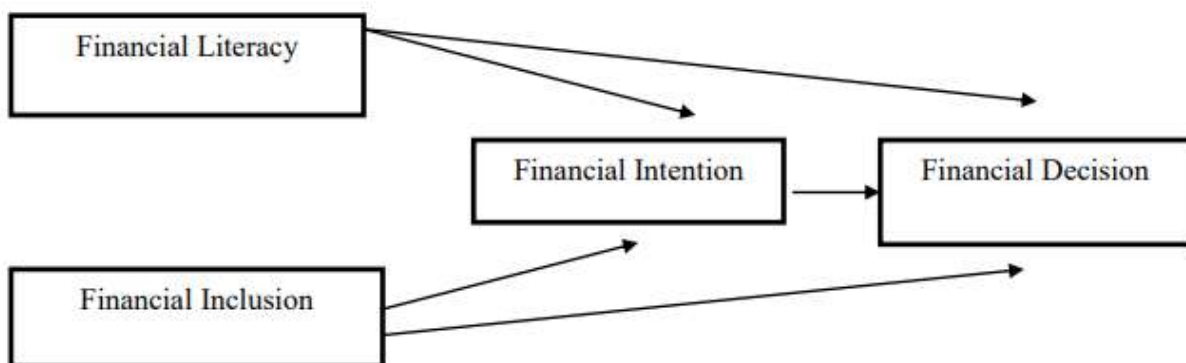 Financial Literacy
Financial Intention
Financial Decision
Financial Inclusion